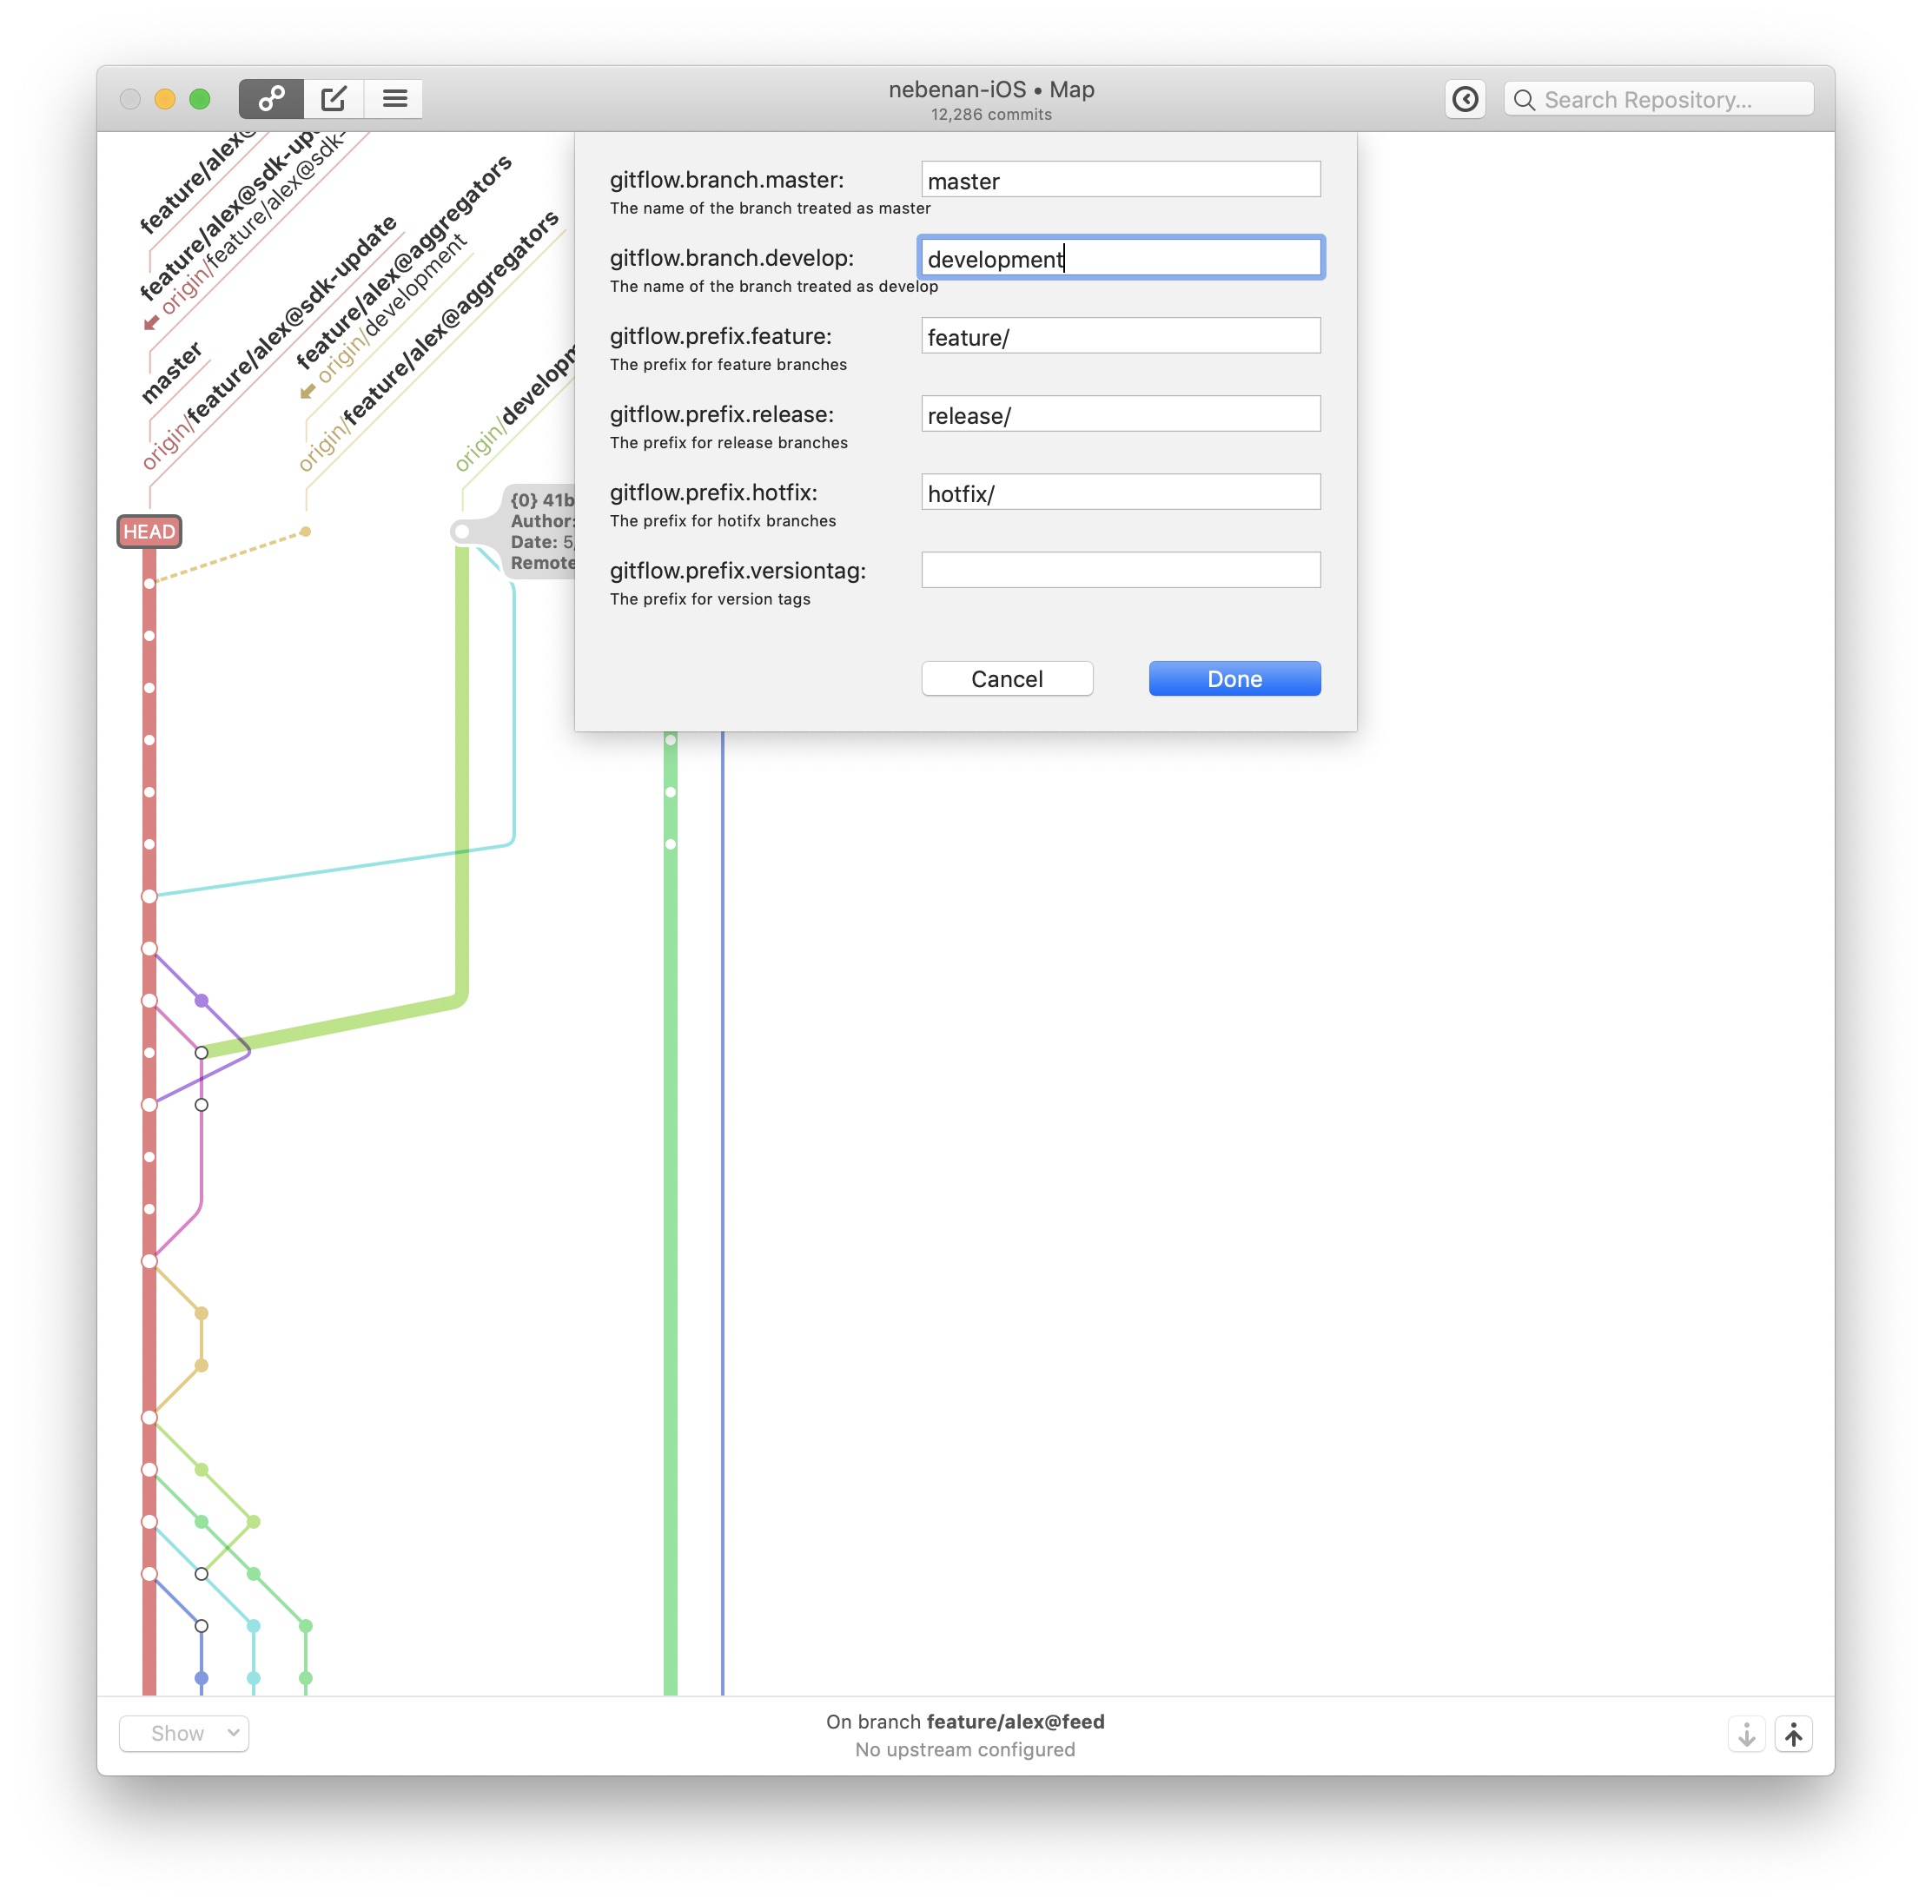 nebenan-iOS • Map
12,286 commits
Search Repository...
feature/alex@
feature/alex@sdk-up
origin/feature/alex@sdk-
master
origin/feature/alex@sdk-update
feature/alex@aggregators
origin/development
origin/feature/alex@aggregators
origin/developm
HEAD
{0} 41b
Author:
Date: 5,
Remote
gitflow.branch.master:
master
The name of the branch treated as master
gitflow.branch.develop:
development
The name of the branch treated as develop
gitflow.prefix.feature:
feature/
The prefix for feature branches
gitflow.prefix.release:
release/
The prefix for release branches
gitflow.prefix.hotfix:
hotfix/
The prefix for hotifx branches
gitflow.prefix.versiontag:
The prefix for version tags
Cancel
Done
Show
On branch feature/alex@feed
No upstream configured